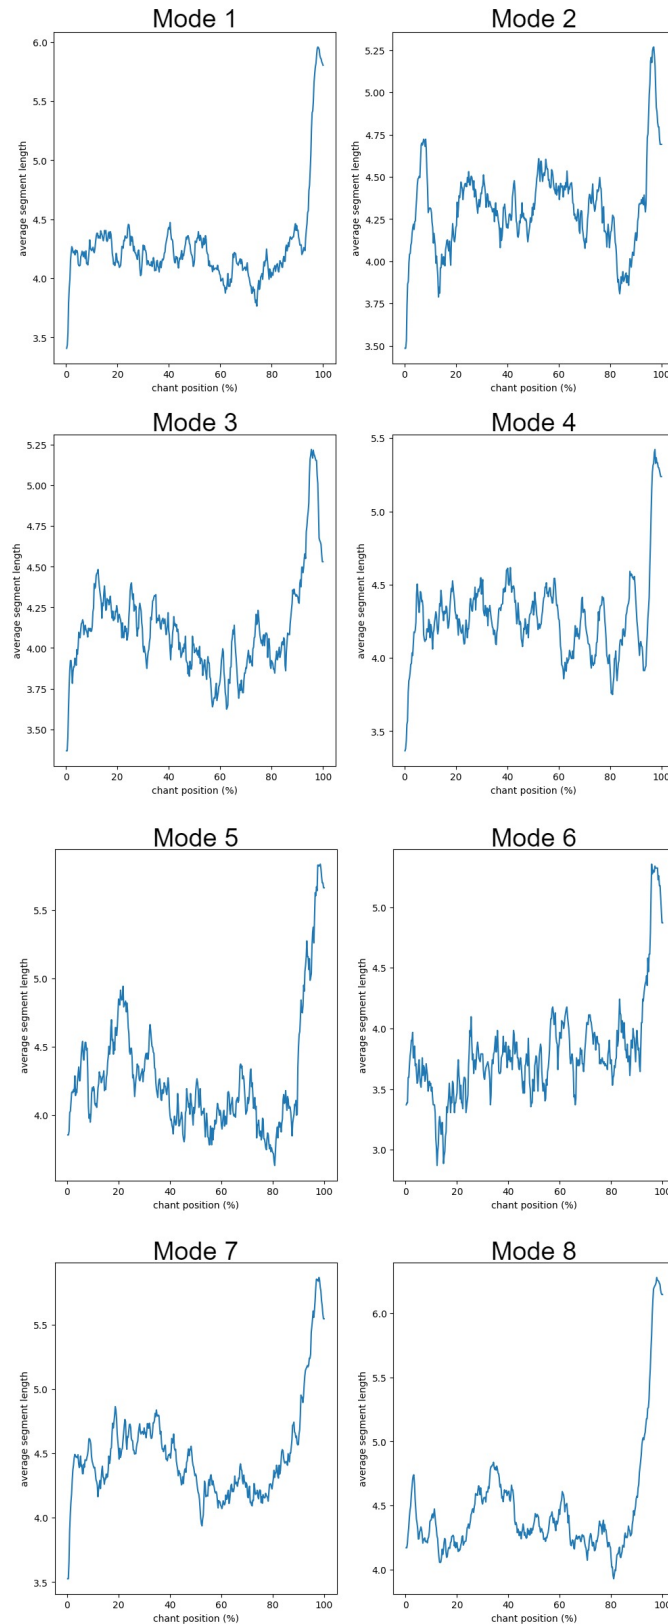 Mode 1
6.0
5.5
5.0
4.5
4.0
3.5
average segment length
0 20 40 60 80 100
chant position (%)
Mode 2
5.25
5.00
4.75
4.50
4.25
4.00
3.75
3.50
average segment length
0 20 40 60 80 100
chant position (%)
Mode 3
5.25
5.00
4.75
4.50
4.25
4.00
3.75
3.50
average segment length
0 20 40 60 80 100
chant position (%)
Mode 4
5.5
5.0
4.5
4.0
3.5
average segment length
0 20 40 60 80 100
chant position (%)
Mode 5
5.5
5.0
4.5
4.0
average segment length
0 20 40 60 80 100
chant position (%)
Mode 6
5.0
4.5
4.0
3.5
3.0
average segment length
0 20 40 60 80 100
chant position (%)
Mode 7
5.5
5.0
4.5
4.0
3.5
average segment length
0 20 40 60 80 100
chant position (%)
Mode 8
6.0
5.5
5.0
4.5
4.0
average segment length
0 20 40 60 80 100
chant position (%)